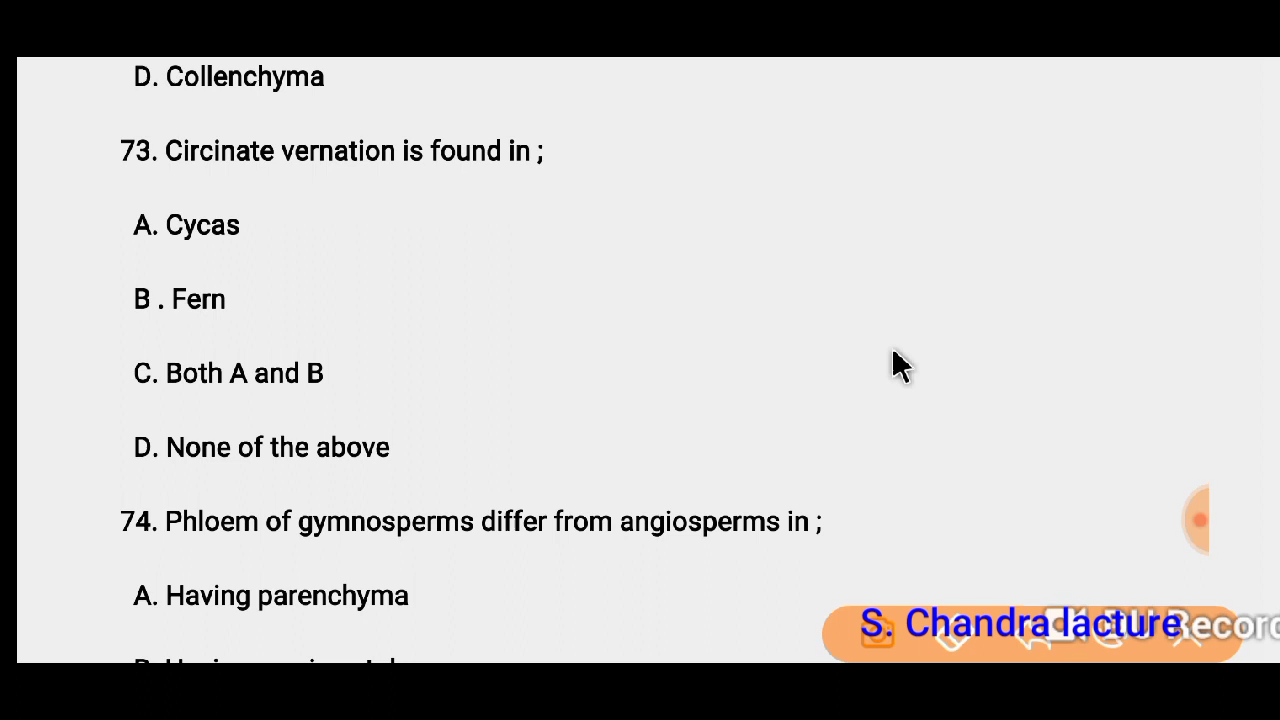 D. Collenchyma
73. Circinate vernation is found in ;
A. Cycas
B . Fern
C. Both A and B
D. None of the above
74. Phloem of gymnosperms differ from angiosperms in ;
A. Having parenchyma
S. Chandra lacture